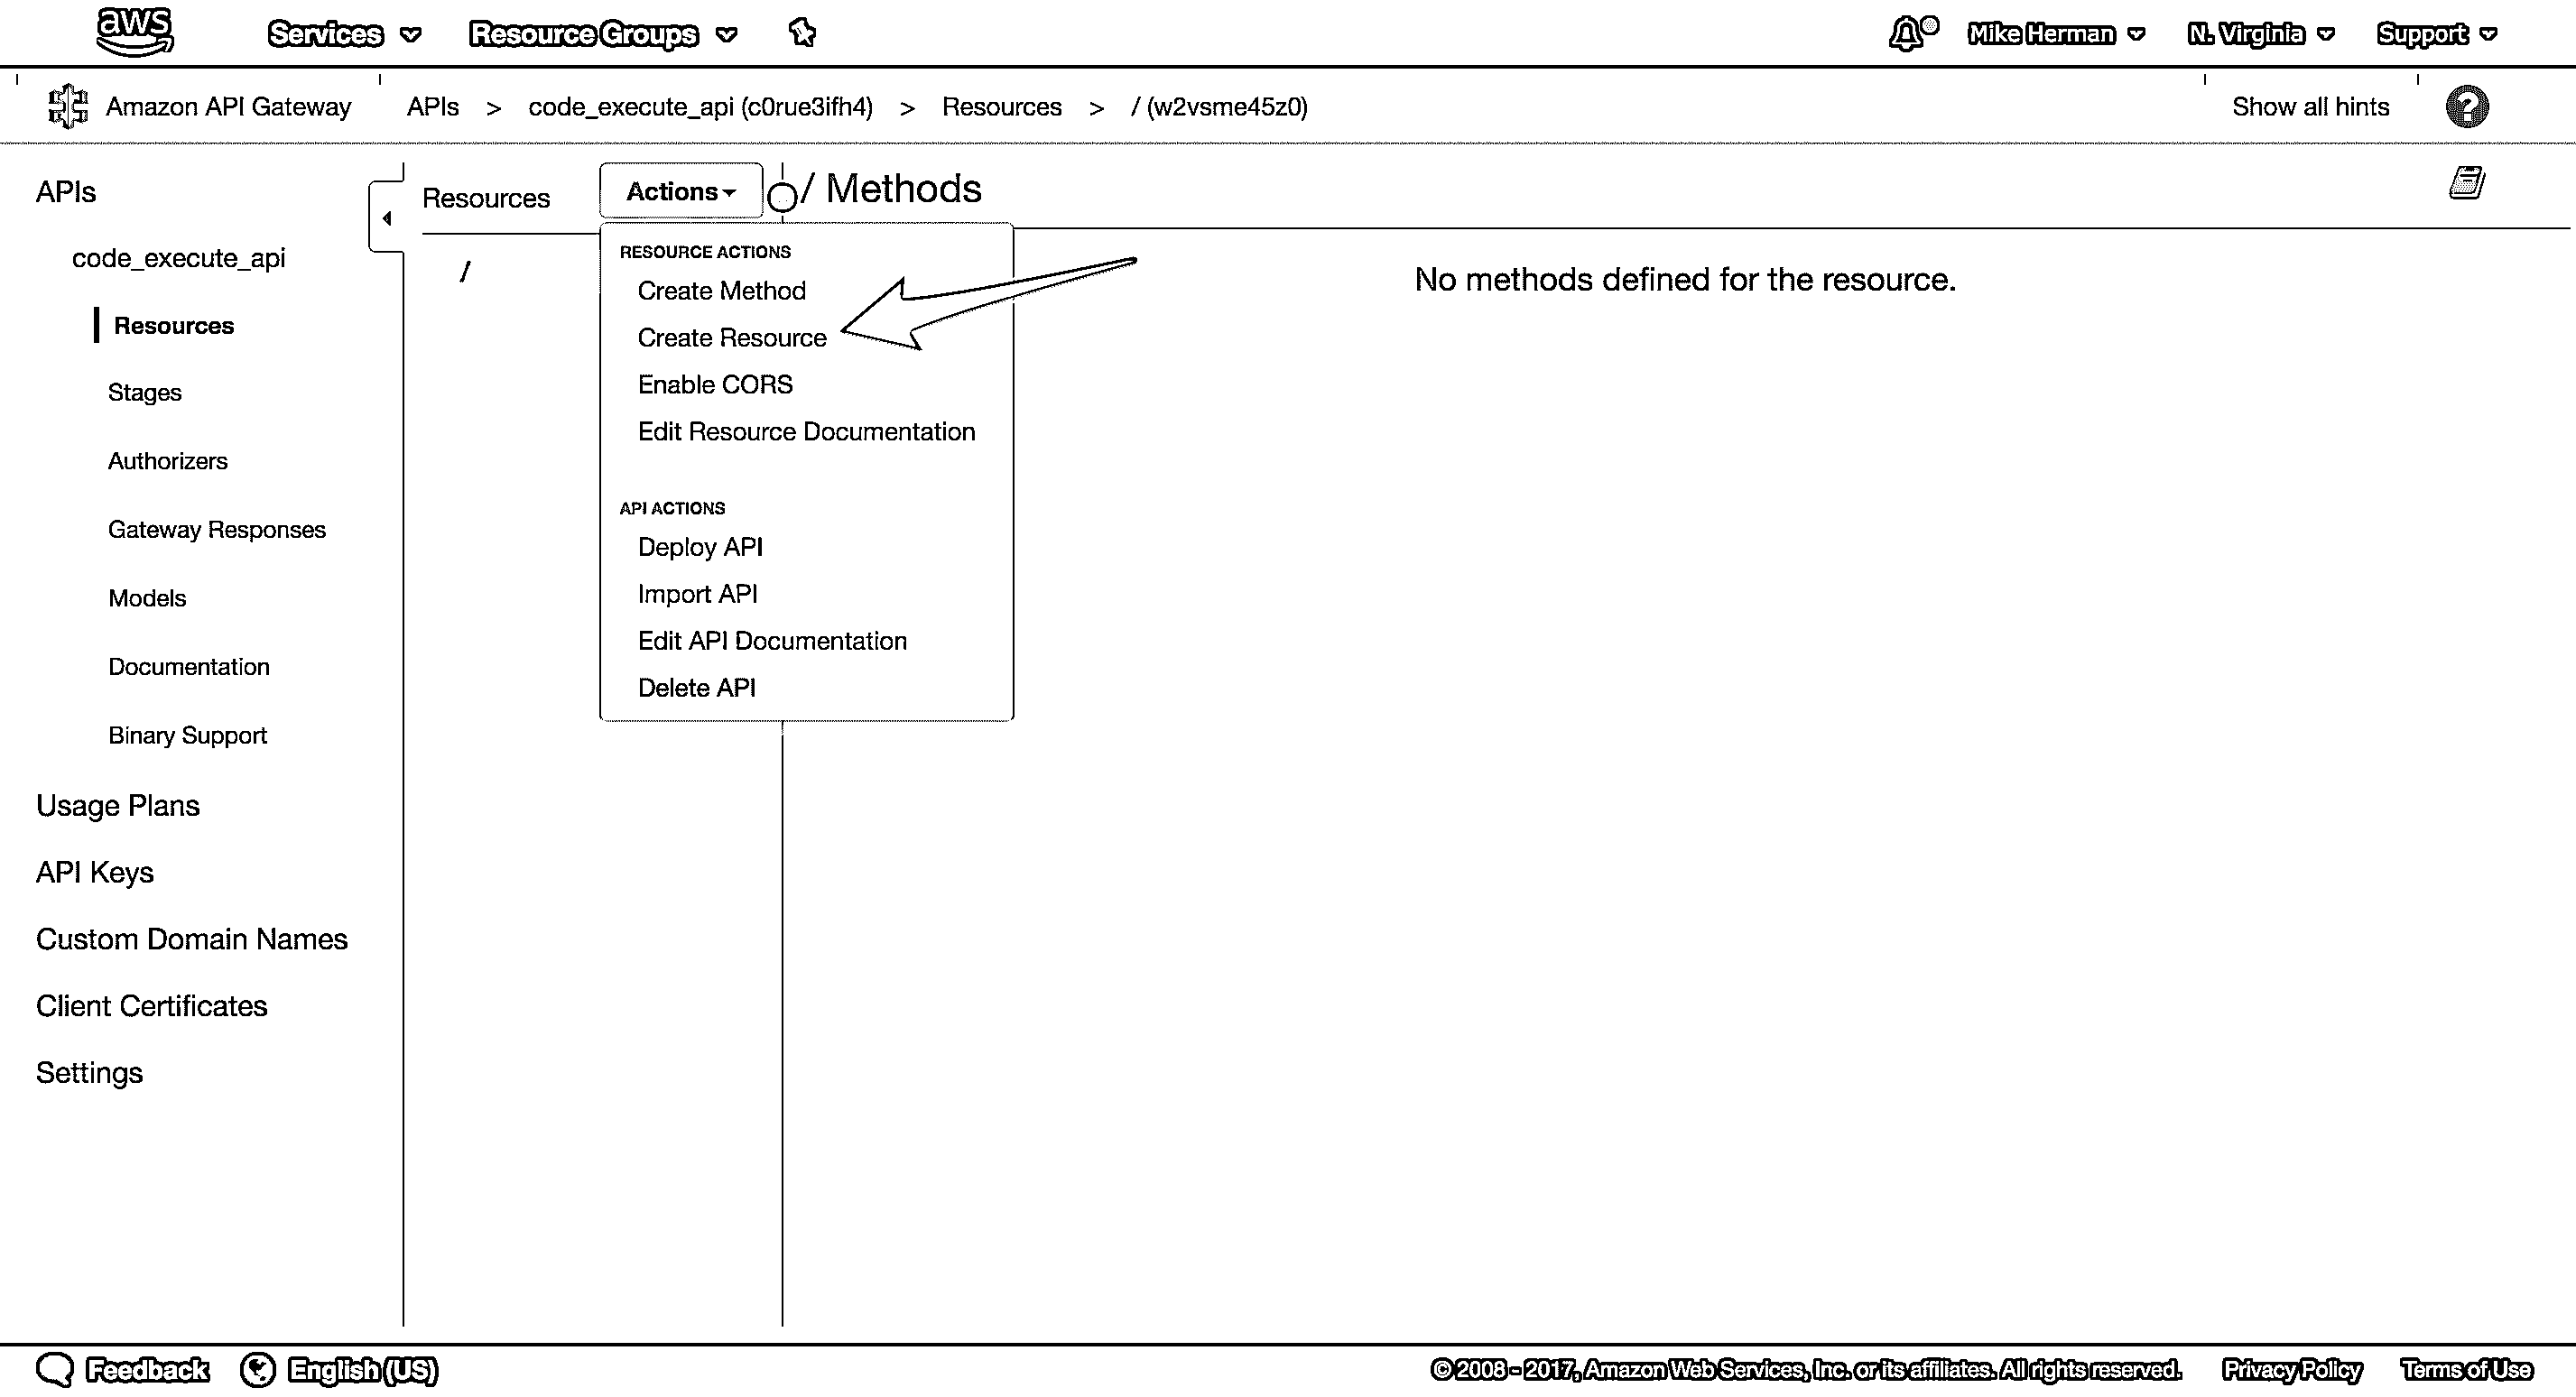 aws Services Resource Groups Mike Herman N. Virginia Support
Amazon API Gateway APIs > code_execute_api (c0rue3ifh4) > Resources > / (w2vsme45z0) Show all hints ?
APIs
code_execute_api
Resources
Stages
Authorizers
Gateway Responses
Models
Documentation
Binary Support
Usage Plans
API Keys
Custom Domain Names
Client Certificates
Settings
Resources Actions
/
RESOURCE ACTIONS
Create Method
Create Resource
Enable CORS
Edit Resource Documentation
API ACTIONS
Deploy API
Import API
Edit API Documentation
Delete API
/ Methods
No methods defined for the resource.
Feedback English (US) © 2008 - 2017, Amazon Web Services, Inc. or its affiliates. All rights reserved. Privacy Policy Terms of Use